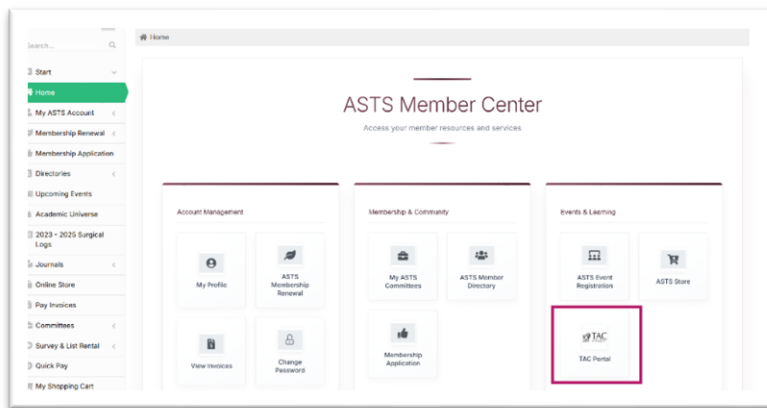 Search...
Home
Start
Home
My ASTS Account
Membership Renewal
Membership Application
Directories
Upcoming Events
Academic Universe
2023 - 2025 Surgical
Logs
Journals
Online Store
Pay Invoices
Committees
Survey & List Rental
Quick Pay
My Shopping Cart
ASTS Member Center
Access your member resources and services
Account Management
My Profile
ASTS
Membership
Renewal
View Invoices
Change
Password
Membership & Community
My ASTS
Committees
ASTS Member
Directory
Membership
Application
Events & Learning
ASTS Event
Registration
ASTS Store
TAC
TAC Portal